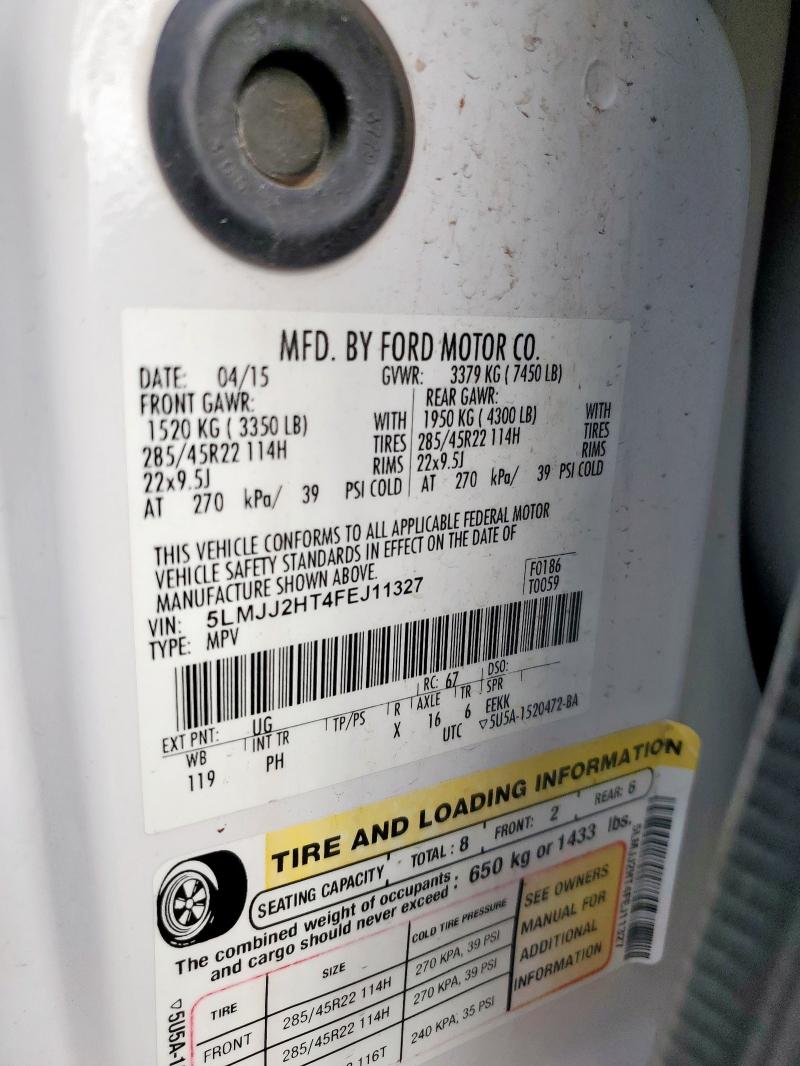 MFD. BY FORD MOTOR CO.
DATE: 04/15 GVWR: 3379 KG ( 7450 LB)
FRONT GAWR: REAR GAWR:
1520 KG ( 3350 LB) WITH 1950 KG ( 4300 LB) WITH
285/45R22 114H TIRES 285/45R22 114H TIRES
22x9.5J RIMS 22x9.5J RIMS
AT 270 kPa/ 39 PSI COLD AT 270 kPa/ 39 PSI COLD
THIS VEHICLE CONFORMS TO ALL APPLICABLE FEDERAL MOTOR
VEHICLE SAFETY STANDARDS IN EFFECT ON THE DATE OF
MANUFACTURE SHOWN ABOVE. F0186
VIN: 5LMJJ2HT4FEJ11327 T0059
TYPE: MPV
EXT PNT: UG RC: 67 DSO:
WB INT TR TP/PS R AXLE TR SPR
119 PH X 16 6 EEKK
UTC ▽5U5A-1520472-BA
TIRE AND LOADING INFORMATION
SEATING CAPACITY TOTAL: 8 FRONT: 2 REAR: 6
The combined weight of occupants and cargo should never exceed: 650 kg or 1433 lbs.
TIRE SIZE COLD TIRE PRESSURE
FRONT 285/45R22 114H 270 KPA, 39 PSI
285/45R22 114H 270 KPA, 39 PSI
116T 240 KPA, 35 PSI
SEE OWNERS
MANUAL FOR
ADDITIONAL
INFORMATION
5LMJJ2HT4FEJ11327
▽5U5A-1